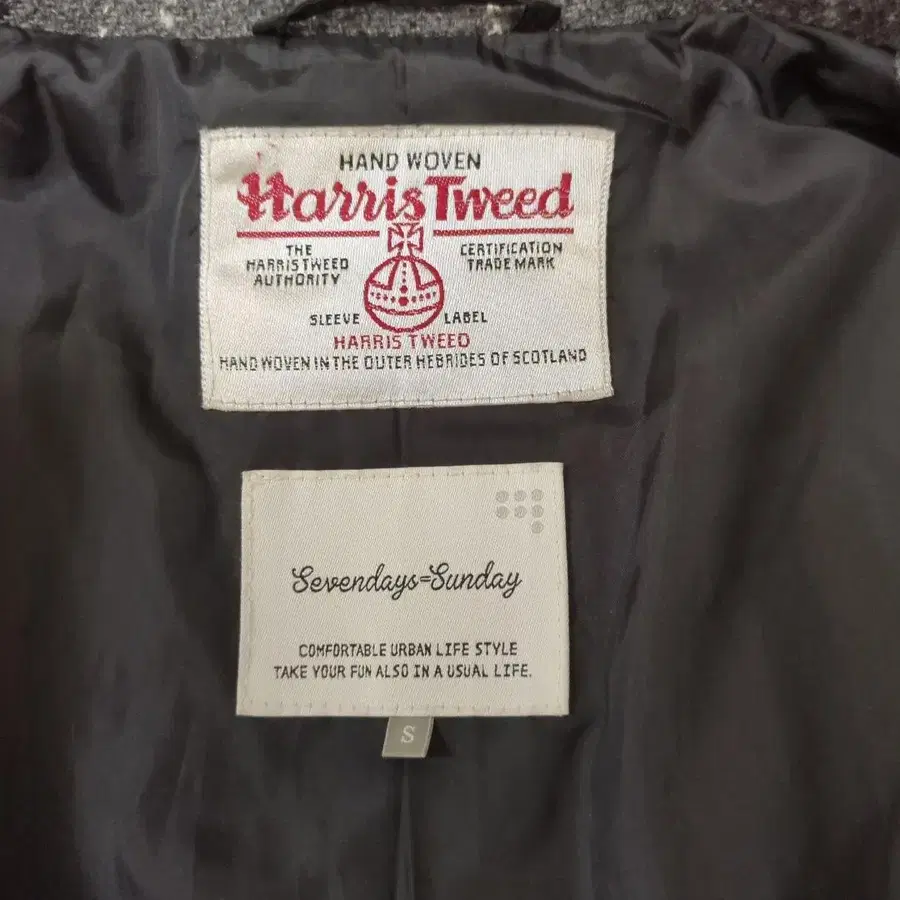 HAND WOVEN
Harris Tweed
THE HARRIS TWEED AUTHORITY
CERTIFICATION TRADE MARK
SLEEVE LABEL
HARRIS TWEED
HAND WOVEN IN THE OUTER HEBRIDES OF SCOTLAND
Sevendays=Sunday
COMFORTABLE URBAN LIFE STYLE
TAKE YOUR FUN ALSO IN A USUAL LIFE.
S